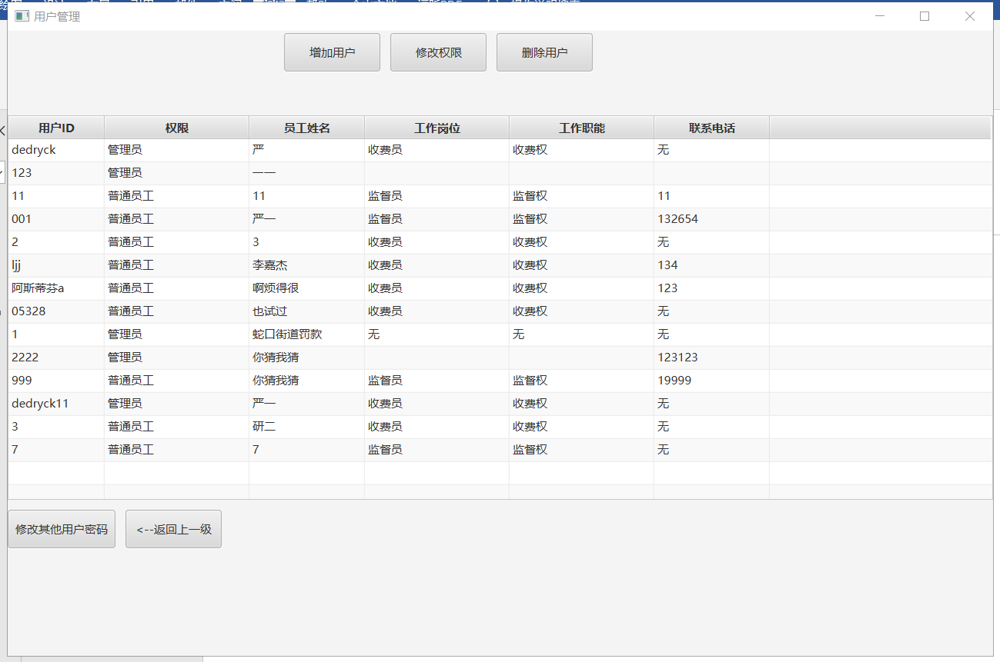 用户管理
增加用户 修改权限 删除用户
用户ID 权限 员工姓名 工作岗位 工作职能 联系电话
dedryck 管理员 严 收费员 收费权 无
123 管理员 一一
11 普通员工 11 监督员 监督权 11
001 普通员工 严一 监督员 监督权 132654
2 普通员工 3 收费员 收费权 无
ljj 普通员工 李嘉杰 收费员 收费权 134
阿斯蒂芬a 普通员工 啊烦得很 收费员 收费权 123
05328 普通员工 也试过 收费员 收费权 无
1 管理员 蛇口街道罚款 无 无 无
2222 管理员 你猜我猜 123123
999 普通员工 你猜我猜 监督员 监督权 19999
dedryck11 管理员 严一 收费员 收费权 无
3 普通员工 研二 收费员 收费权 无
7 普通员工 7 监督员 监督权 无
修改其他用户密码 <--返回上一级